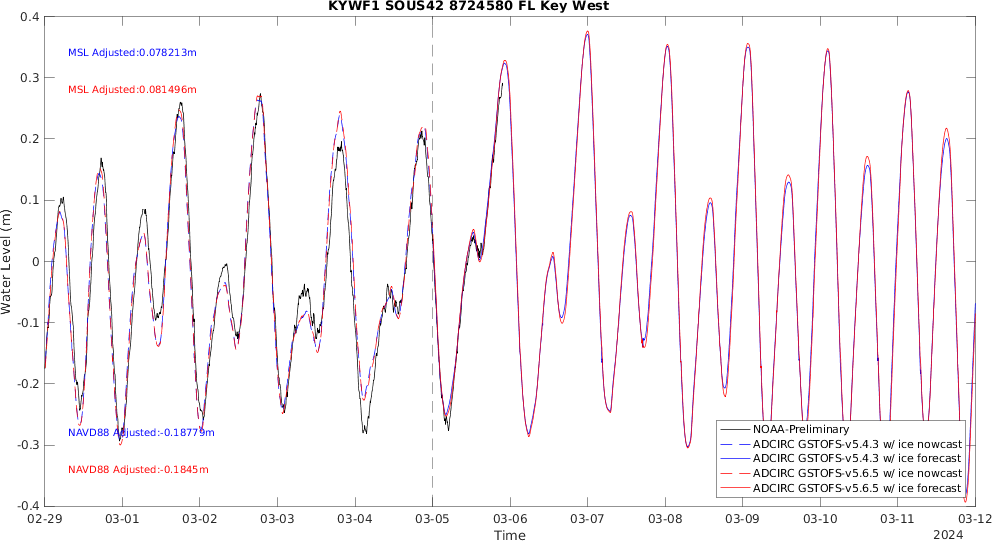 KYWF1 SOUS42 8724580 FL Key West
0.4
0.3
0.2
0.1
0
-0.1
-0.2
-0.3
-0.4
Water Level (m)
MSL Adjusted:0.078213m
MSL Adjusted:0.081496m
NAVD88 Adjusted:-0.18779m
NAVD88 Adjusted:-0.1845m
NOAA-Preliminary
ADCIRC GSTOFS-v5.4.3 w/ ice nowcast
ADCIRC GSTOFS-v5.4.3 w/ ice forecast
ADCIRC GSTOFS-v5.6.5 w/ ice nowcast
ADCIRC GSTOFS-v5.6.5 w/ ice forecast
02-29 03-01 03-02 03-03 03-04 03-05 03-06 03-07 03-08 03-09 03-10 03-11 03-12
Time
2024